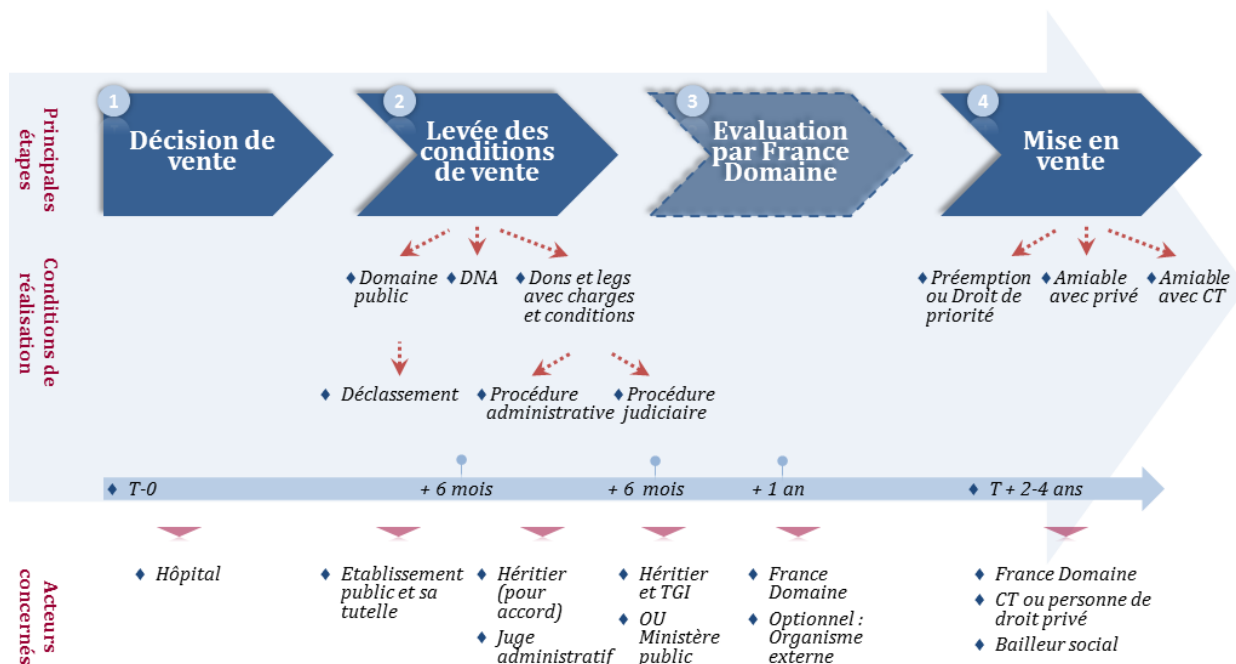 Principales
étapes
1
Décision de
vente
2
Levée des
conditions
de vente
3
Evaluation
par France
Domaine
4
Mise en
vente
Conditions de
réalisation
Domaine
public
DNA
Dons et legs
avec charges
et conditions
Préemption
ou Droit de
priorité
Amiable
avec privé
Amiable
avec CT
Déclassement
Procédure
administrative
Procédure
judiciaire
T-0
+ 6 mois
+ 6 mois
+ 1 an
T + 2-4 ans
Acteurs
concernés
Hôpital
Etablissement
public et sa
tutelle
Héritier
(pour
accord)
Juge
administratif
Héritier
et TGI
OU
Ministère
public
France
Domaine
Optionnel :
Organisme
externe
France Domaine
CT ou personne de
droit privé
Bailleur social